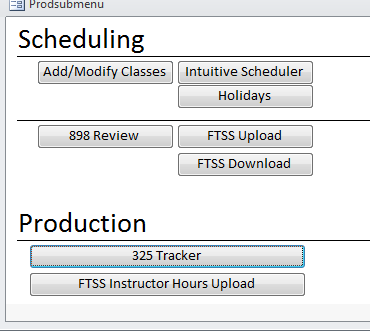 Prodsubmenu
Scheduling
Add/Modify Classes Intuitive Scheduler
Holidays
898 Review FTSS Upload
FTSS Download
Production
325 Tracker
FTSS Instructor Hours Upload